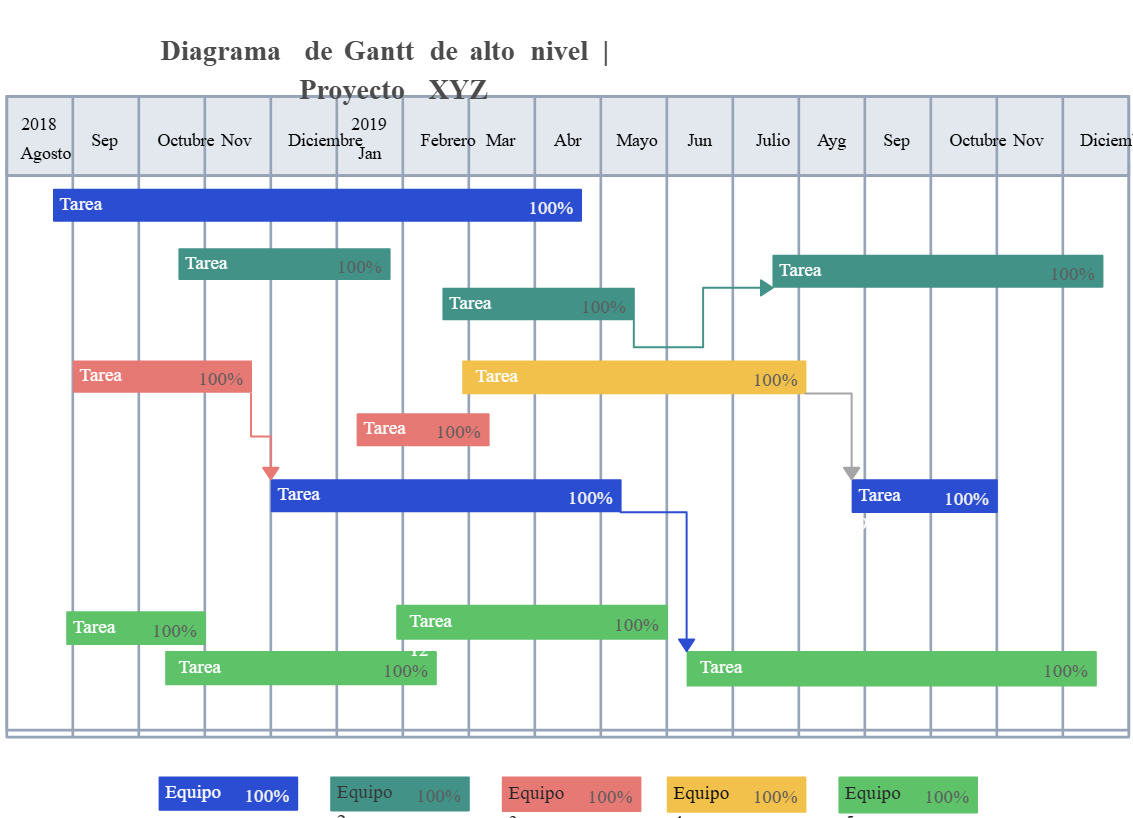 Diagrama de Gantt de alto nivel |
Proyecto XYZ
2018
Agosto
Sep
Octubre
Nov
Diciembre
2019
Jan
Febrero
Mar
Abr
Mayo
Jun
Julio
Ayg
Sep
Octubre
Nov
Diciem
Tarea 100%
Tarea 100%
Tarea 100%
Tarea 100%
Tarea 100%
Tarea 100%
Tarea 100%
Tarea 100%
Tarea 100%
Tarea 100%
Tarea 100%
12
Tarea 100%
Tarea 100%
Equipo 100%
Equipo 100%
Equipo 100%
Equipo 100%
Equipo 100%